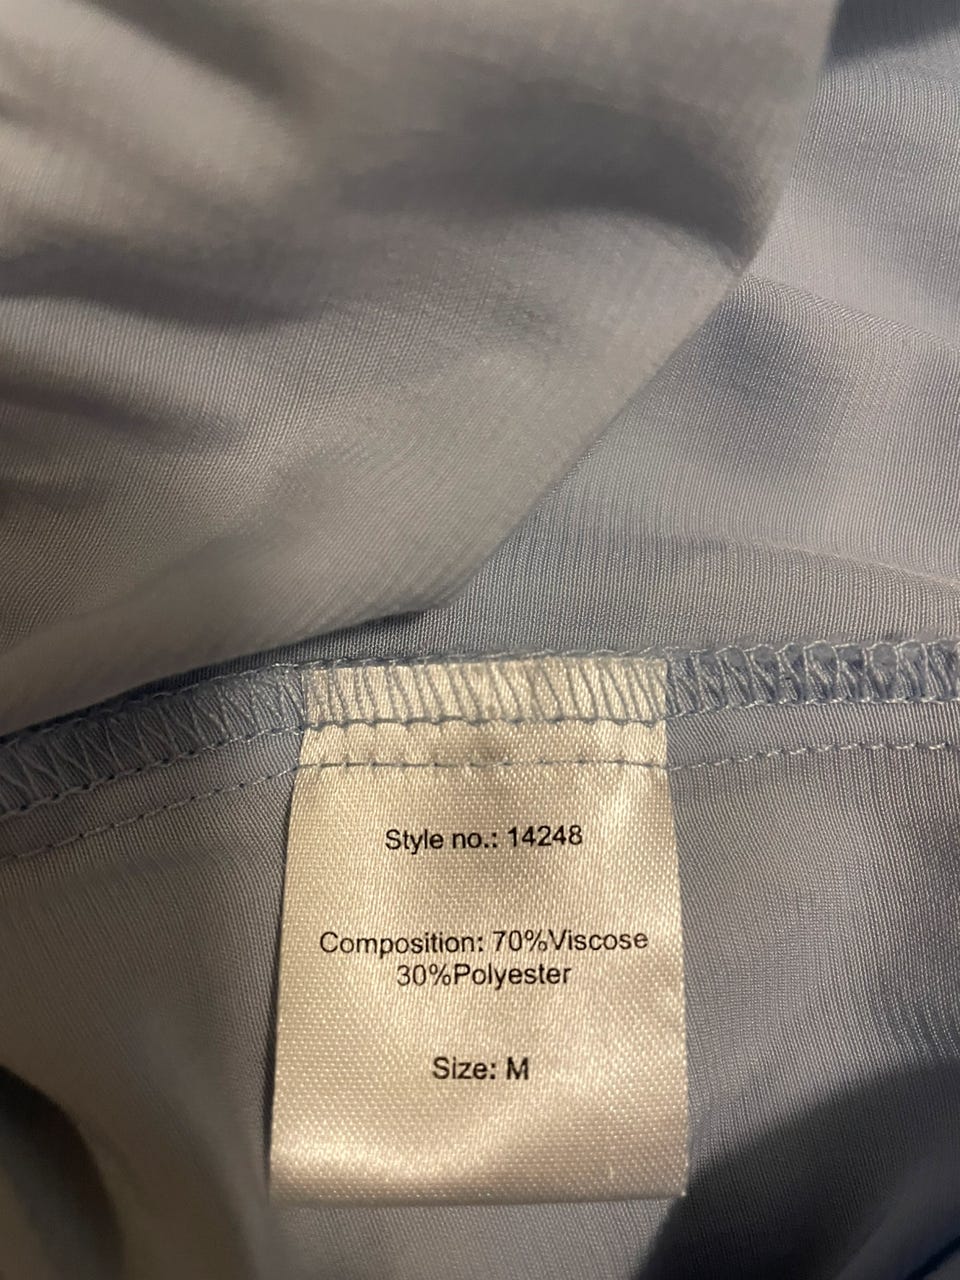 Style no.: 14248
Composition: 70%Viscose
30%Polyester
Size: M